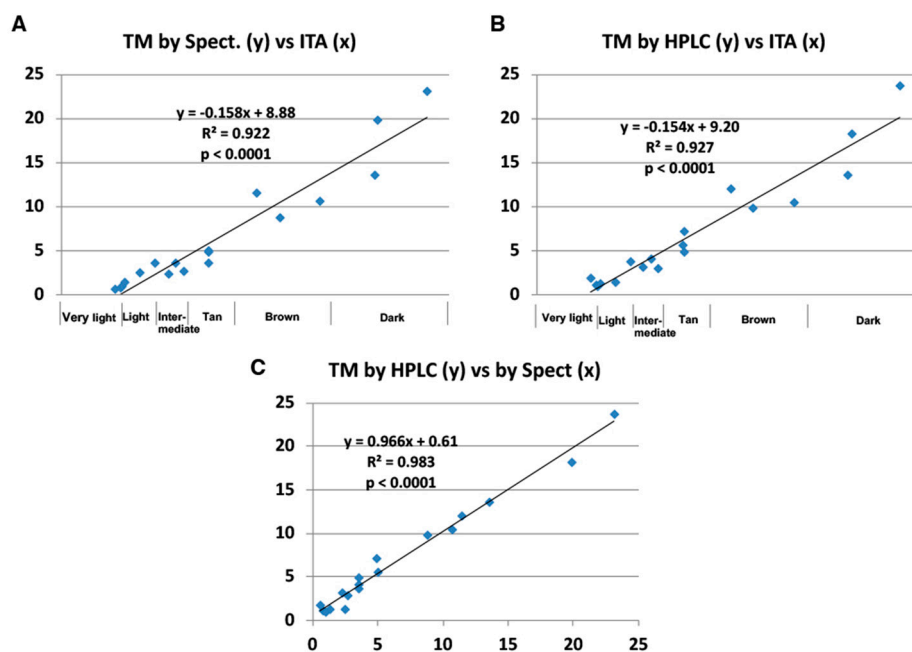 A
TM by Spect. (y) vs ITA (x)
25
20
15
10
5
0
y = -0.158x + 8.88
R² = 0.922
p < 0.0001
Very light Light Inter-mediate Tan Brown Dark
B
TM by HPLC (y) vs ITA (x)
25
20
15
10
5
0
y = -0.154x + 9.20
R² = 0.927
p < 0.0001
Very light Light Inter-mediate Tan Brown Dark
C
TM by HPLC (y) vs by Spect (x)
25
20
15
10
5
0
y = 0.966x + 0.61
R² = 0.983
p < 0.0001
0 5 10 15 20 25